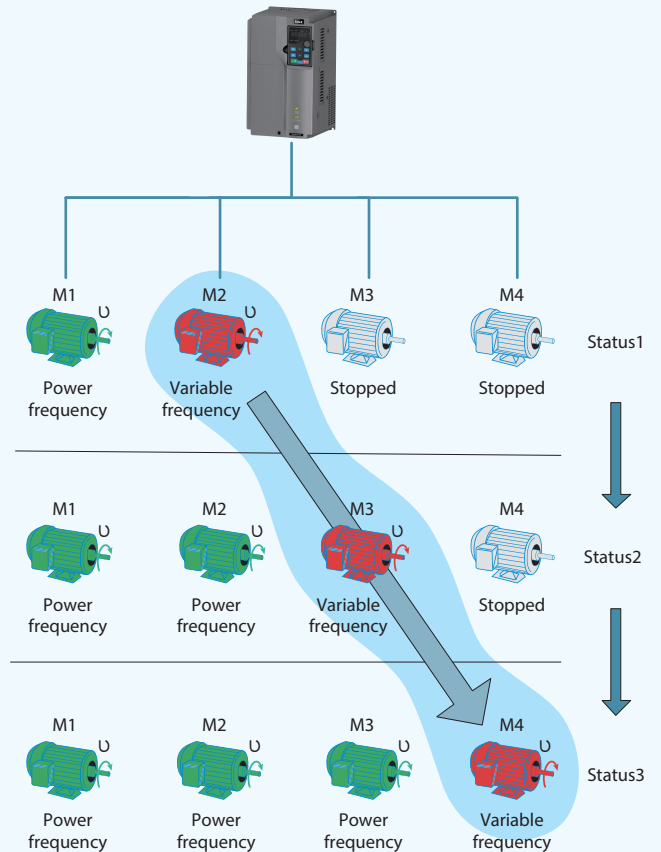 M1
M2
M3
M4
Status1
Power
frequency
Variable
frequency
Stopped
Stopped
M1
M2
M3
M4
Status2
Power
frequency
Power
frequency
Variable
frequency
Stopped
M1
M2
M3
M4
Status3
Power
frequency
Power
frequency
Power
frequency
Variable
frequency